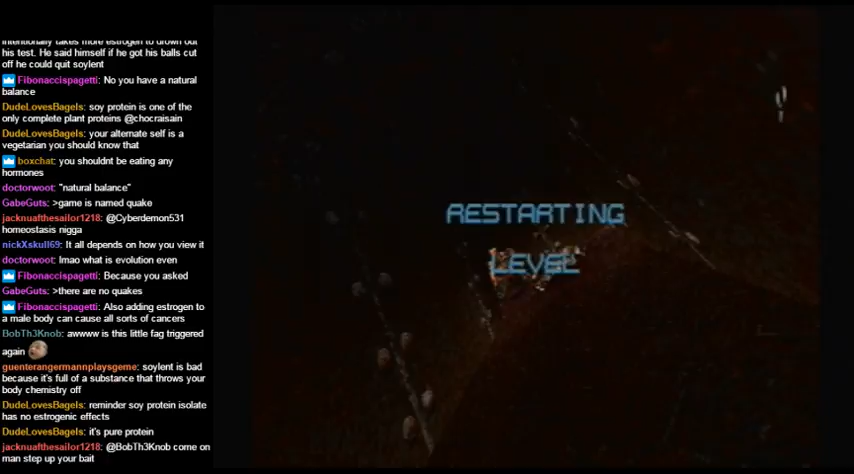 intentionally takes more estrogen to drown out
his test. He said himself if he got his balls cut
off he could quit soylent
Fibonaccispagetti: No you have a natural
balance
DudeLovesBagels: soy protein is one of the
only complete plant proteins @chocraisain
DudeLovesBagels: your alternate self is a
vegetarian you should know that
boxchat: you shouldnt be eating any
hormones
doctorwoot: "natural balance"
GabeGuts: >game is named quake
jacknuafthesailor1218: @Cyberdemon531
homeostasis nigga
nickXskull69: It all depends on how you view it
doctorwoot: lmao what is evolution even
Fibonaccispagetti: Because you asked
GabeGuts: >there are no quakes
Fibonaccispagetti: Also adding estrogen to
a male body can cause all sorts of cancers
BobTh3Knob: awwww is this little fag triggered
again
guenterangermannplaysgeme: soylent is bad
because it's full of a substance that throws your
body chemistry off
DudeLovesBagels: reminder soy protein isolate
has no estrogenic effects
DudeLovesBagels: it's pure protein
jacknuafthesailor1218: @BobTh3Knob come on
man step up your bait
RESTARTING
LEVEL